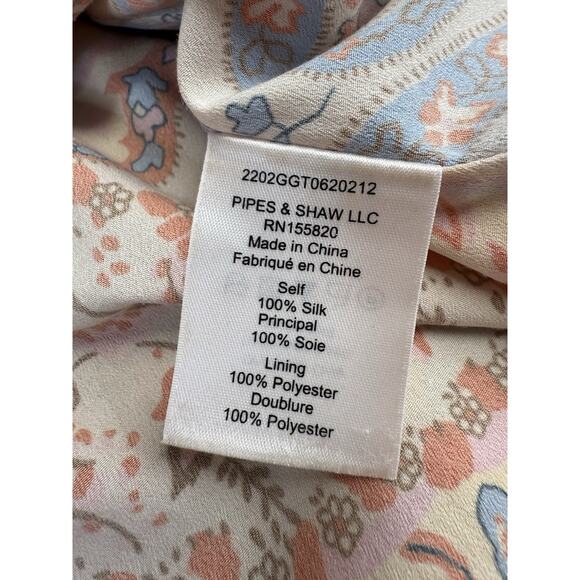 2202GGT0620212
PIPES & SHAW LLC
RN155820
Made in China
Fabriqué en Chine
Self
100% Silk
Principal
100% Soie
Lining
100% Polyester
Doublure
100% Polyester